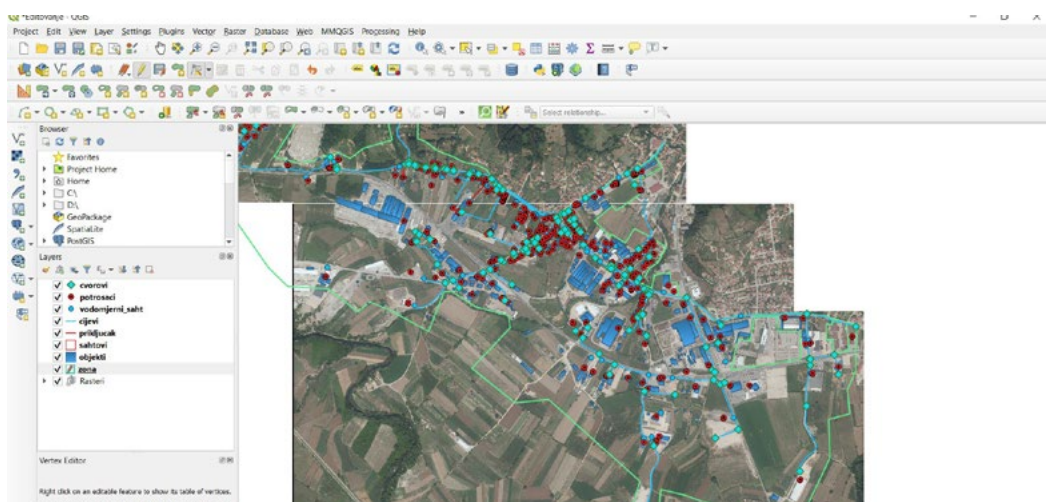 *Editovanje - QGIS
Project Edit View Layer Settings Plugins Vector Raster Database Web MMQGIS Processing Help
Select relationship...
Browser
Favorites
Project Home
Home
C:\
D:\
GeoPackage
SpatiaLite
PostGIS
Layers
cvorovi
potrosaci
vodomjerni_saht
cijevi
prikljucak
sahtovi
objekti
zona
Rasteri
Vertex Editor
Right click on an editable feature to show its table of vertices.